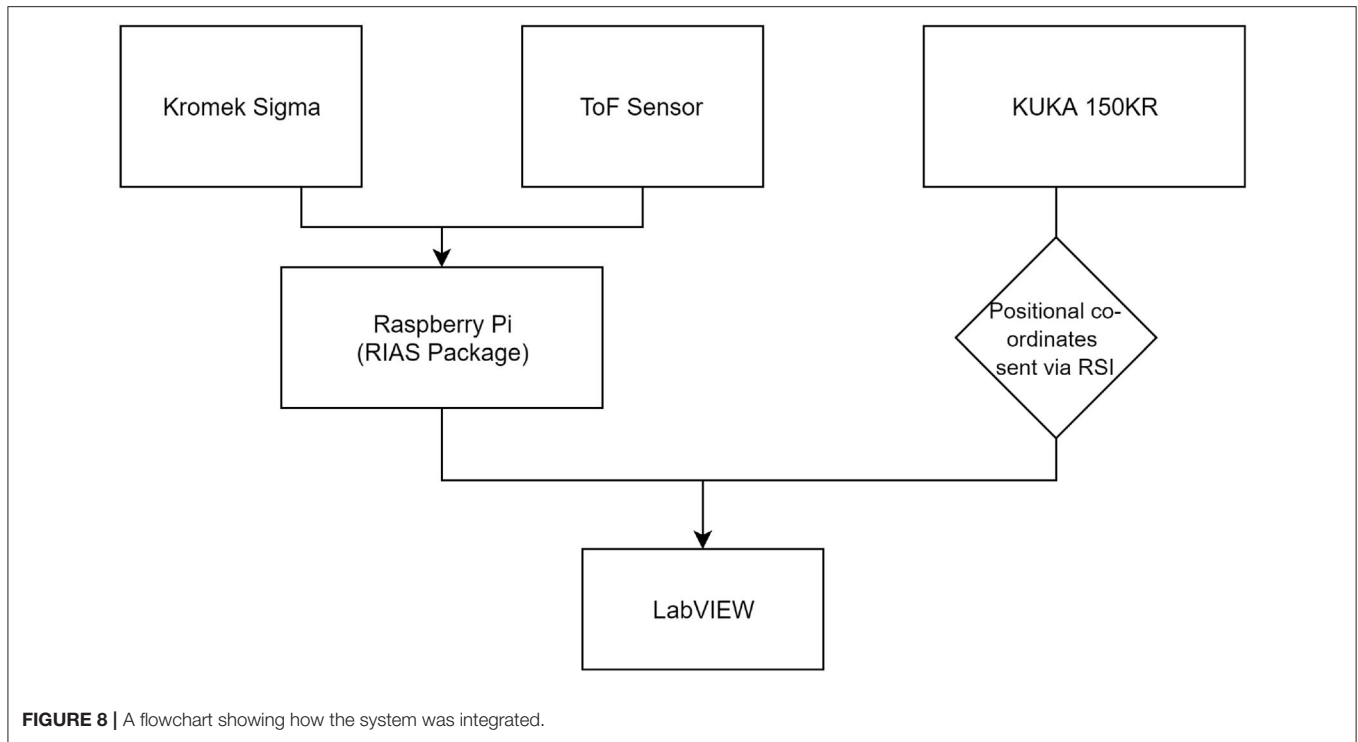 Kromek Sigma
ToF Sensor
KUKA 150KR
Raspberry Pi
(RIAS Package)
Positional co-
ordinates
sent via RSI
LabVIEW
FIGURE 8 | A flowchart showing how the system was integrated.